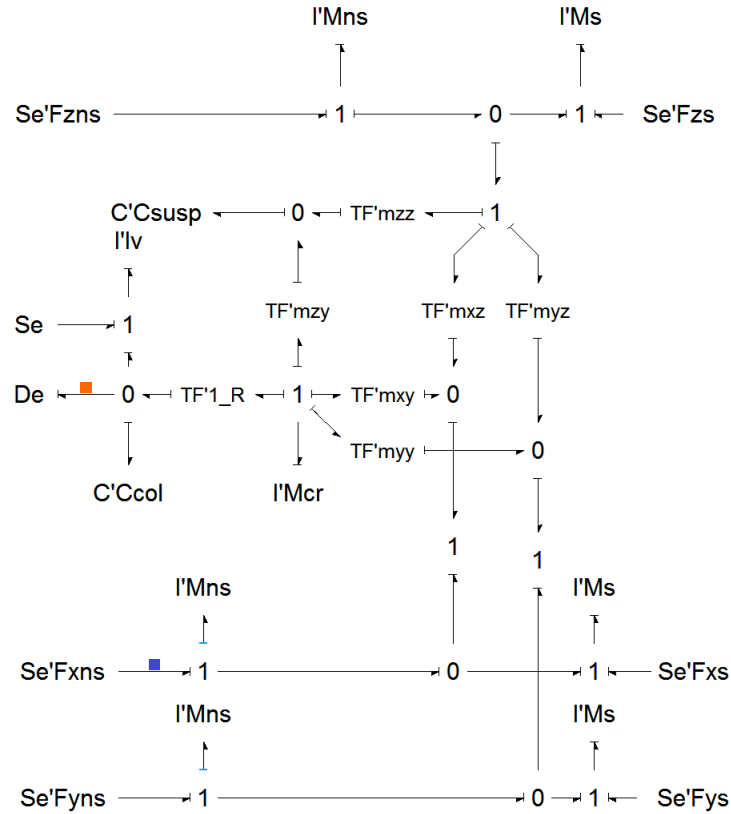 I'Mns I'Ms
Se'Fzns 1 0 1 Se'Fzs
C'Csusp 0 TF'mzz 1
I'Iv
Se 1 TF'mzy TF'mxz TF'myz
De 0 TF'1_R 1 TF'mxy 0
TF'myy 0
C'Ccol I'Mcr
1 1
I'Mns I'Ms
Se'Fxns 1 0 1 Se'Fxs
I'Mns I'Ms
Se'Fyns 1 0 1 Se'Fys